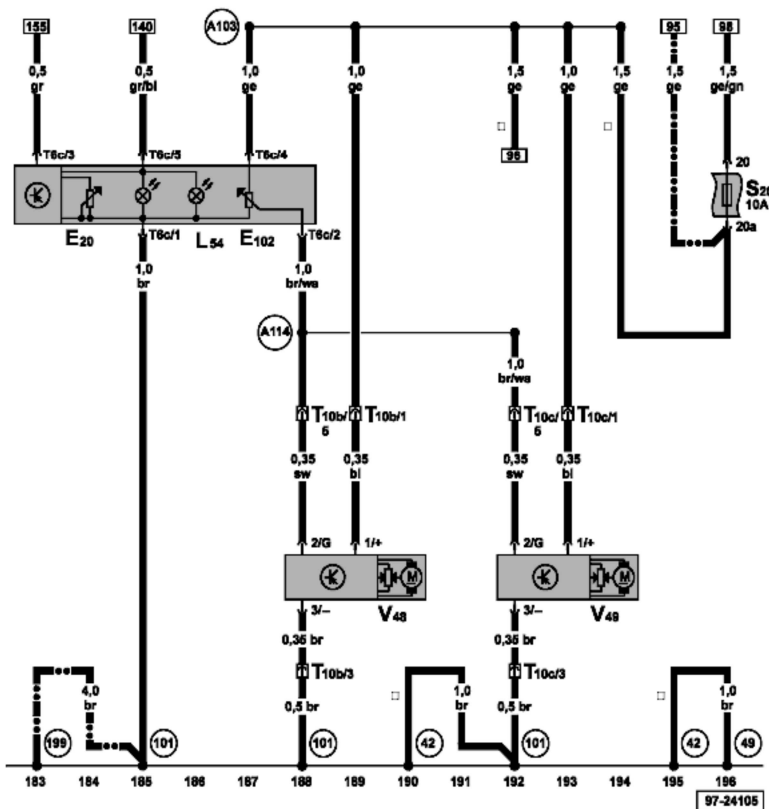 155
140
A103
95
98
0,5
gr
0,5
gr/bl
1,0
ge
1,0
ge
1,5
ge
1,0
ge
1,5
ge
1,5
ge
1,5
ge/gn
96
T6c/3
T6c/5
T6c/4
20
10A
20a
E20
T6c/1
L54
E102
T6c/2
1,0
br
1,0
br/ws
A114
1,0
br/ws
T10b/
6
T10b/1
T10c/
6
T10c/1
0,35
sw
0,35
bl
0,35
sw
0,35
bl
2/G
1/+
2/G
1/+
M
M
3/–
V48
3/–
V49
0,35 br
0,35 br
T10b/3
T10c/3
4,0
br
0,5 br
1,0
br
0,5 br
1,0
br
199
101
101
42
101
42
49
183 184 185 186 187 188 189 190 191 192 193 194 195 196
97-24105